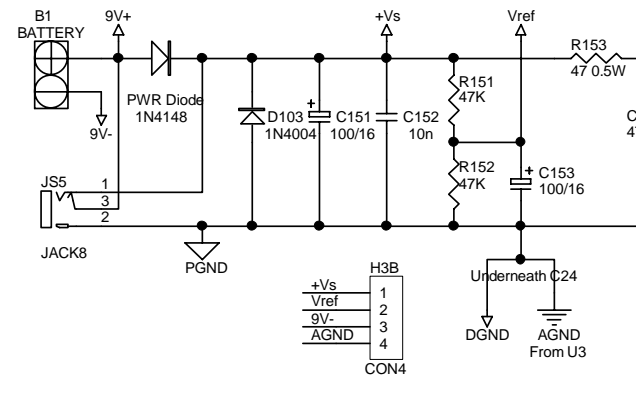 B1
BATTERY
9V+
+Vs
Vref
R153
47 0.5W
PWR Diode
1N4148
9V-
D103
1N4004
C151
100/16
C152
10n
R151
47K
R152
47K
C153
100/16
C
47
JS5
1
3
2
JACK8
PGND
Underneath C24
DGND
AGND
From U3
H3B
+Vs
1
Vref
2
9V-
3
AGND
4
CON4